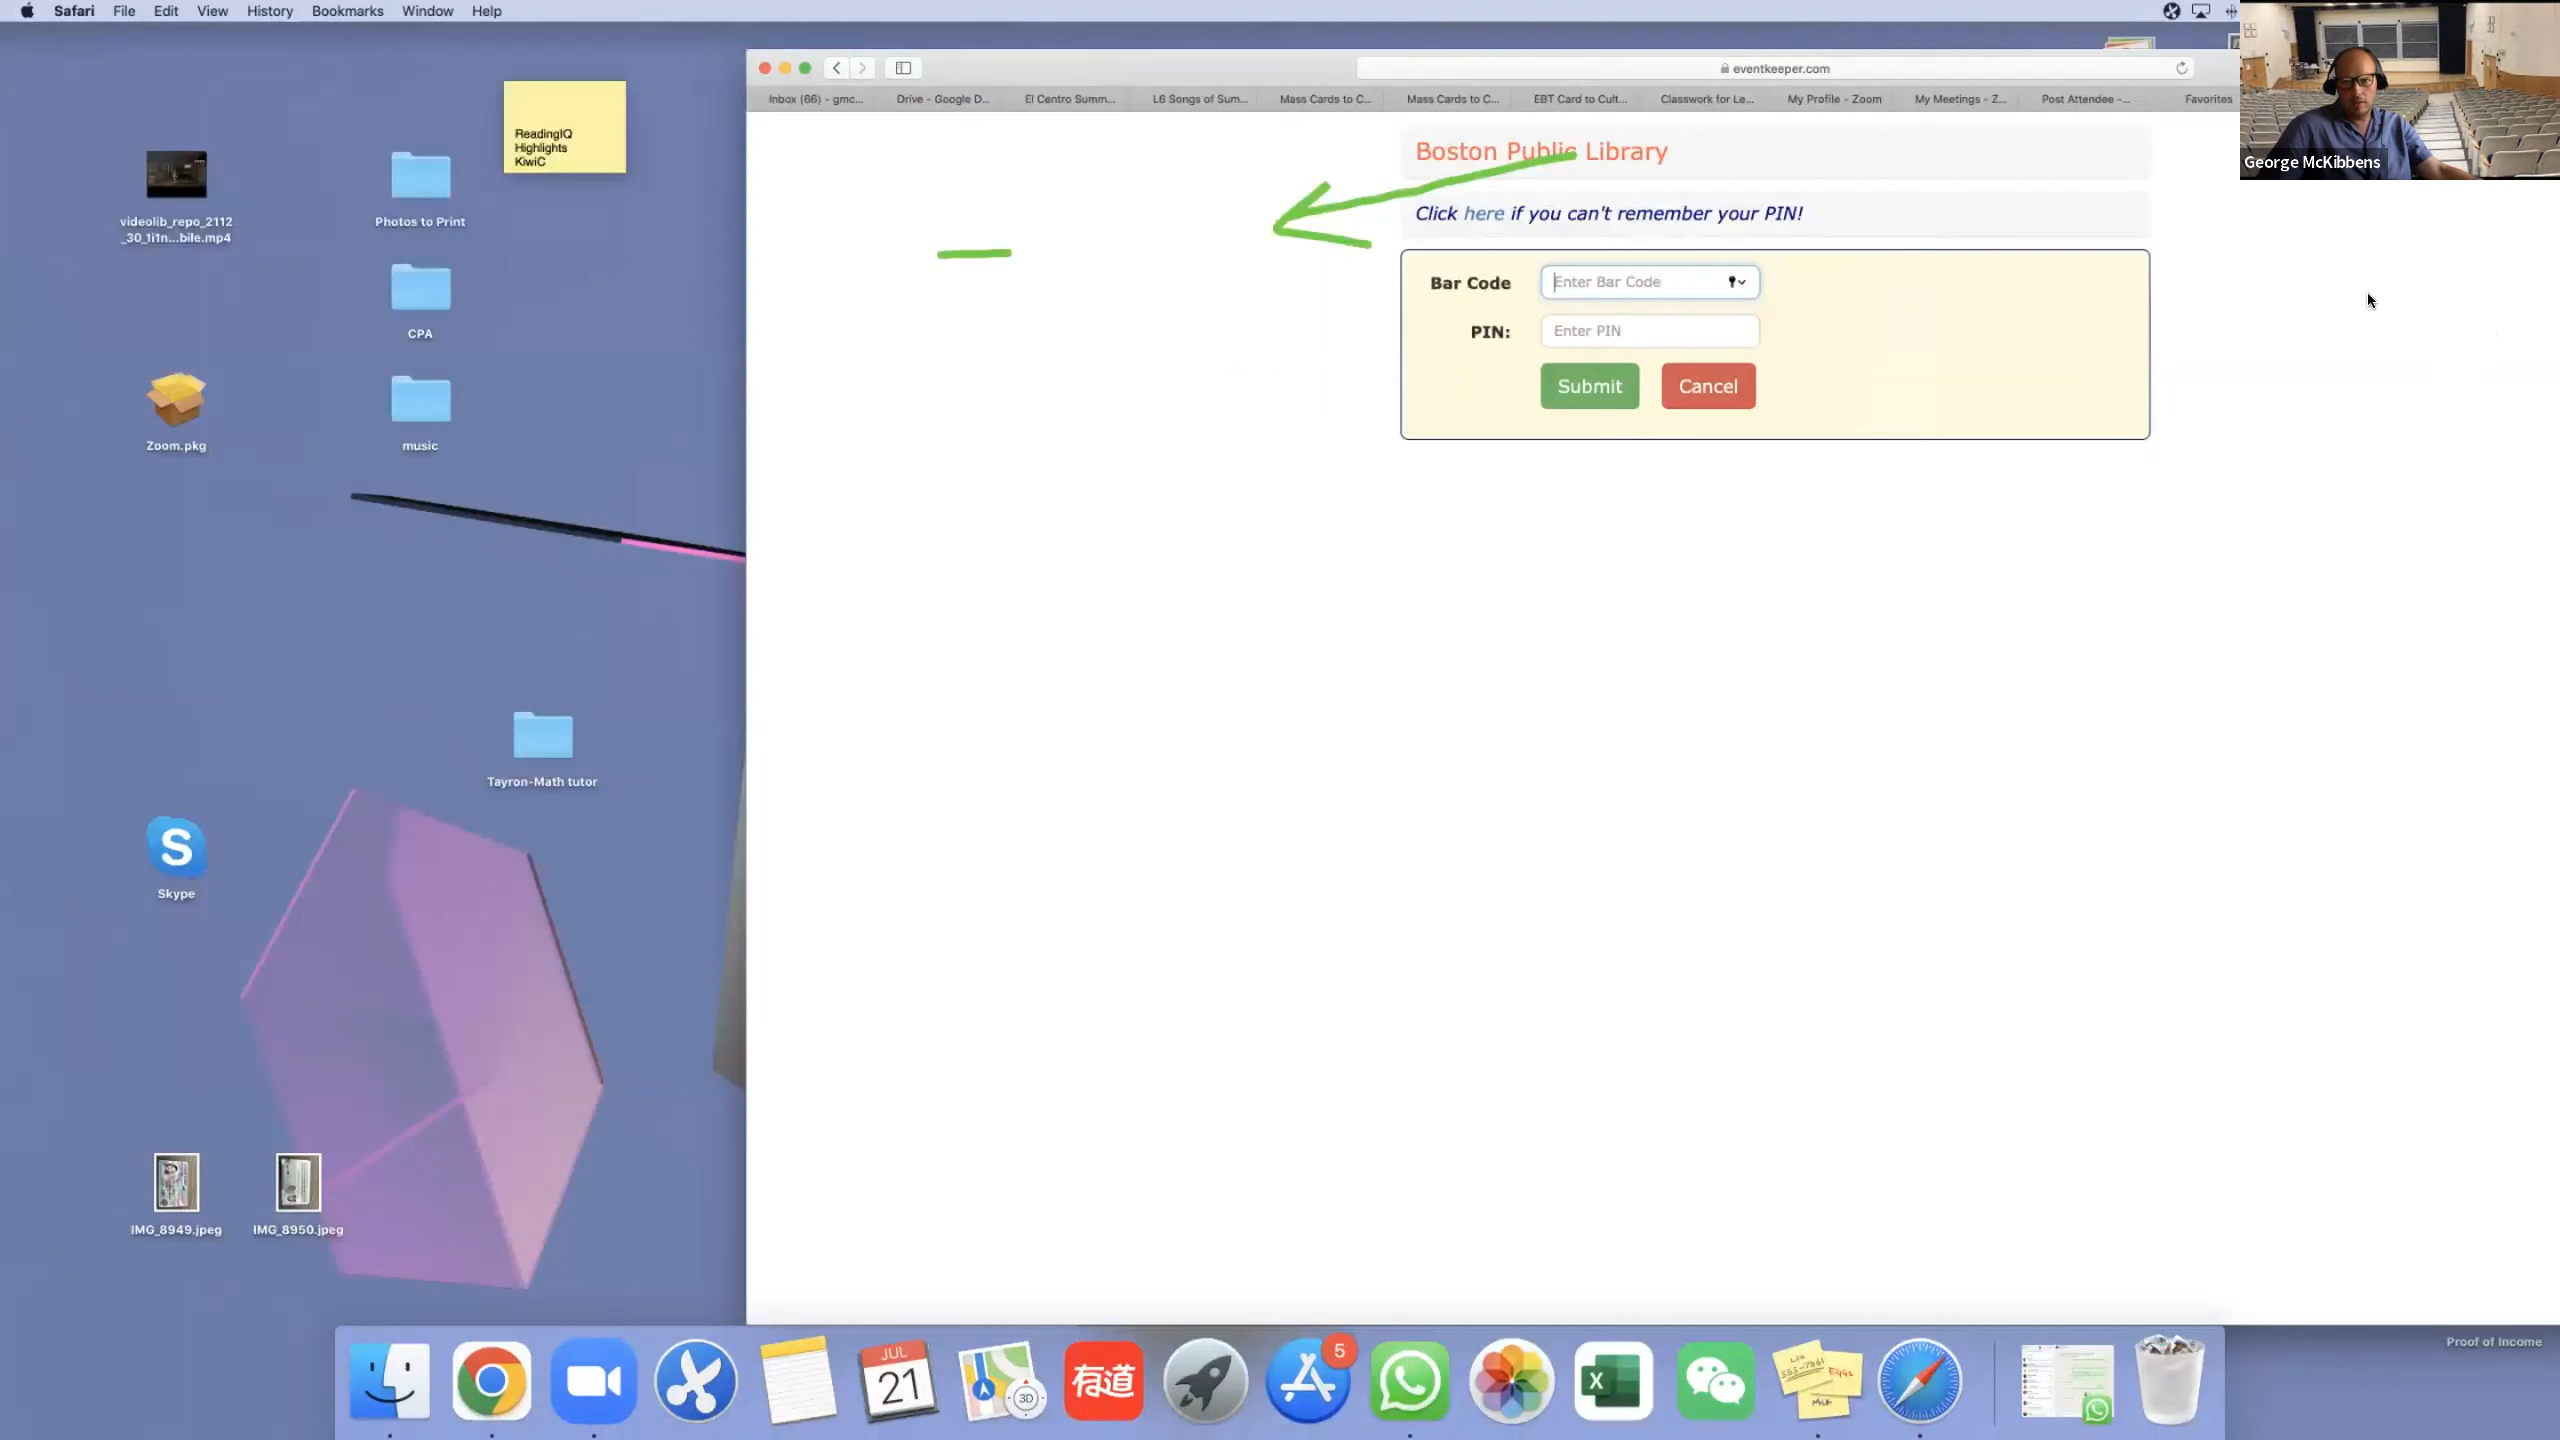 Safari File Edit View History Bookmarks Window Help
eventkeeper.com
Inbox (66) - gmc... Drive - Google D... El Centro Summ... L6 Songs of Sum... Mass Cards to C... Mass Cards to C... EBT Card to Cult... Classwork for Le... My Profile - Zoom My Meetings - Z... Post Attendee -... Favorites
George McKibbens
ReadingIQ
Highlights
KiwiC
videolib_repo_2112
_30_1i1n...bile.mp4
Photos to Print
CPA
Zoom.pkg
music
Tayron-Math tutor
Skype
IMG_8949.jpeg
IMG_8950.jpeg
Boston Public Library
Click here if you can't remember your PIN!
Bar Code Enter Bar Code
PIN: Enter PIN
Submit Cancel
Proof of Income
JUL
21
3D
有道
5
X
EGGS
MILK